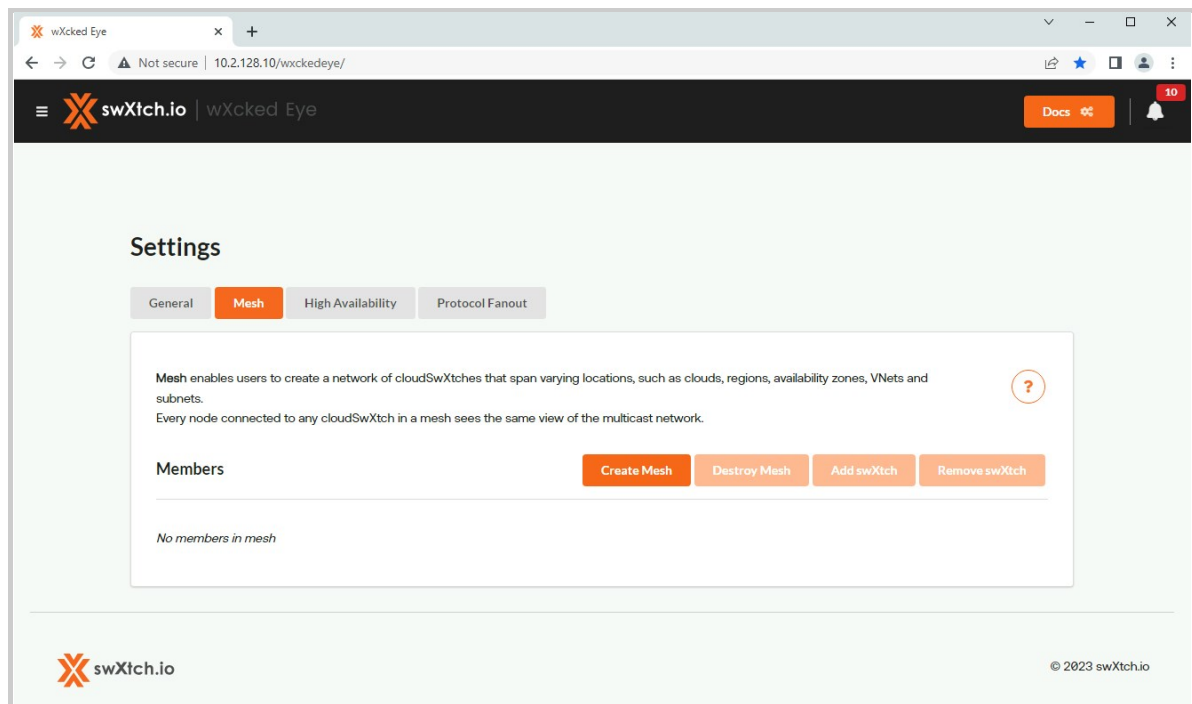 wXcked Eye
Not secure | 10.2.128.10/wxckedeye/
swXtch.io | wXcked Eye
Docs
10
Settings
General
Mesh
High Availability
Protocol Fanout
Mesh enables users to create a network of cloudSwXtches that span varying locations, such as clouds, regions, availability zones, VNets and
subnets.
Every node connected to any cloudSwXtch in a mesh sees the same view of the multicast network.
?
Members
Create Mesh
Destroy Mesh
Add swXtch
Remove swXtch
No members in mesh
swXtch.io
© 2023 swXtch.io